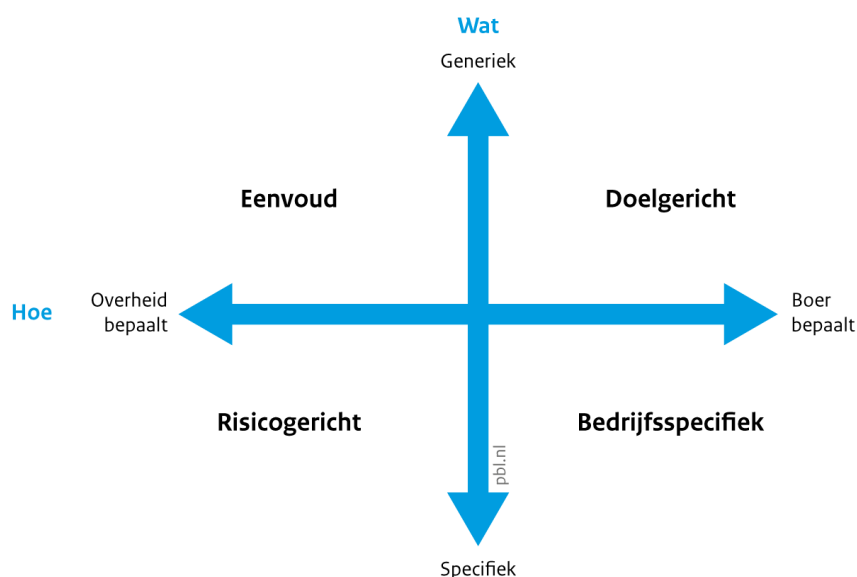 Wat
Generiek
Eenvoud
Doelgericht
Hoe
Overheid
bepaalt
Boer
bepaalt
Risicogericht
Bedrijfsspecifiek
pbl.nl
Specifiek